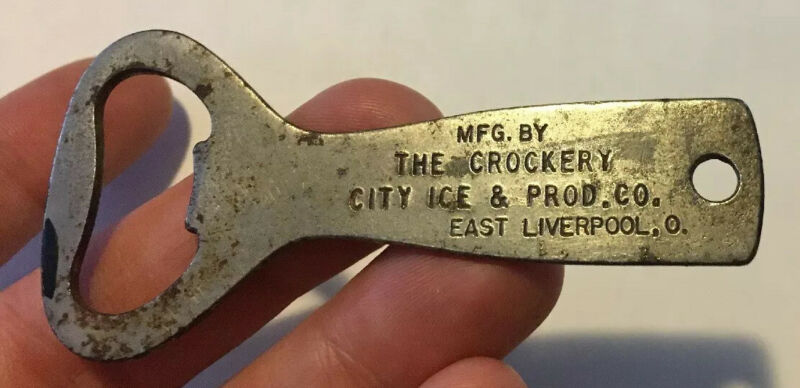 MFG. BY
THE CROCKERY
CITY ICE & PROD. CO.
EAST LIVERPOOL, O.